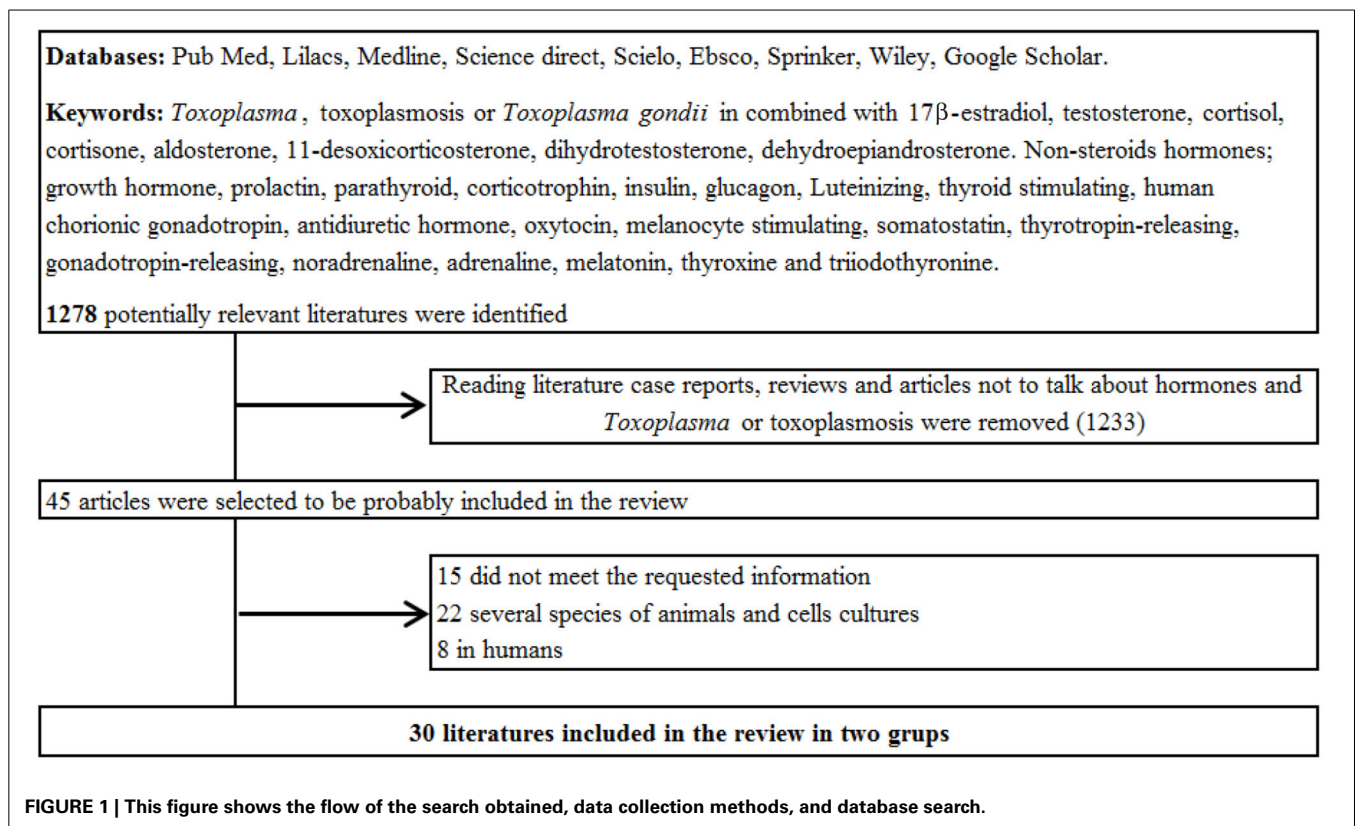 Databases: Pub Med, Lilacs, Medline, Science direct, Scielo, Ebsco, Sprinker, Wiley, Google Scholar.
Keywords: Toxoplasma, toxoplasmosis or Toxoplasma gondii in combined with 17β-estradiol, testosterone, cortisol,
cortisone, aldosterone, 11-desoxicorticosterone, dihydrotestosterone, dehydroepiandrosterone. Non-steroids hormones;
growth hormone, prolactin, parathyroid, corticotrophin, insulin, glucagon, Luteinizing, thyroid stimulating, human
chorionic gonadotropin, antidiuretic hormone, oxytocin, melanocyte stimulating, somatostatin, thyrotropin-releasing,
gonadotropin-releasing, noradrenaline, adrenaline, melatonin, thyroxine and triiodothyronine.
1278 potentially relevant literatures were identified
Reading literature case reports, reviews and articles not to talk about hormones and
Toxoplasma or toxoplasmosis were removed (1233)
45 articles were selected to be probably included in the review
15 did not meet the requested information
22 several species of animals and cells cultures
8 in humans
30 literatures included in the review in two grups
FIGURE 1 | This figure shows the flow of the search obtained, data collection methods, and database search.